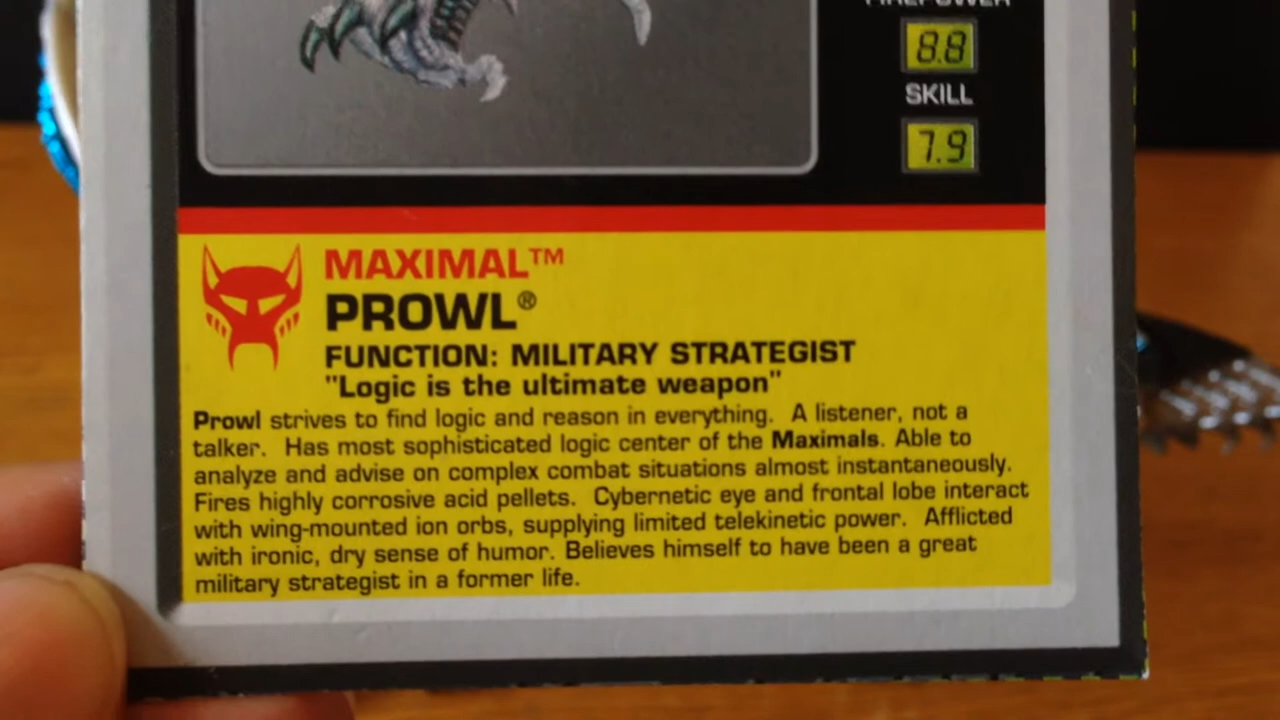 FIREPOWER
8.8
SKILL
7.9
MAXIMAL™
PROWL®
FUNCTION: MILITARY STRATEGIST
"Logic is the ultimate weapon"
Prowl strives to find logic and reason in everything. A listener, not a
talker. Has most sophisticated logic center of the Maximals. Able to
analyze and advise on complex combat situations almost instantaneously.
Fires highly corrosive acid pellets. Cybernetic eye and frontal lobe interact
with wing-mounted ion orbs, supplying limited telekinetic power. Afflicted
with ironic, dry sense of humor. Believes himself to have been a great
military strategist in a former life.